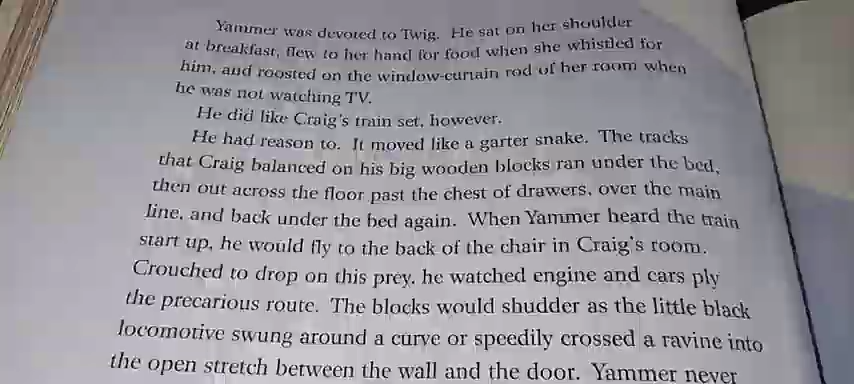 Yammer was devoted to Twig. He sat on her shoulder
at breakfast, flew to her hand for food when she whistled for
him, and roosted on the window-curtain rod of her room when
he was not watching TV.
He did like Craig's train set, however.
He had reason to. It moved like a garter snake. The tracks
that Craig balanced on his big wooden blocks ran under the bed,
then out across the floor past the chest of drawers, over the main
line, and back under the bed again. When Yammer heard the train
start up, he would fly to the back of the chair in Craig's room.
Crouched to drop on this prey, he watched engine and cars ply
the precarious route. The blocks would shudder as the little black
locomotive swung around a curve or speedily crossed a ravine into
the open stretch between the wall and the door. Yammer never